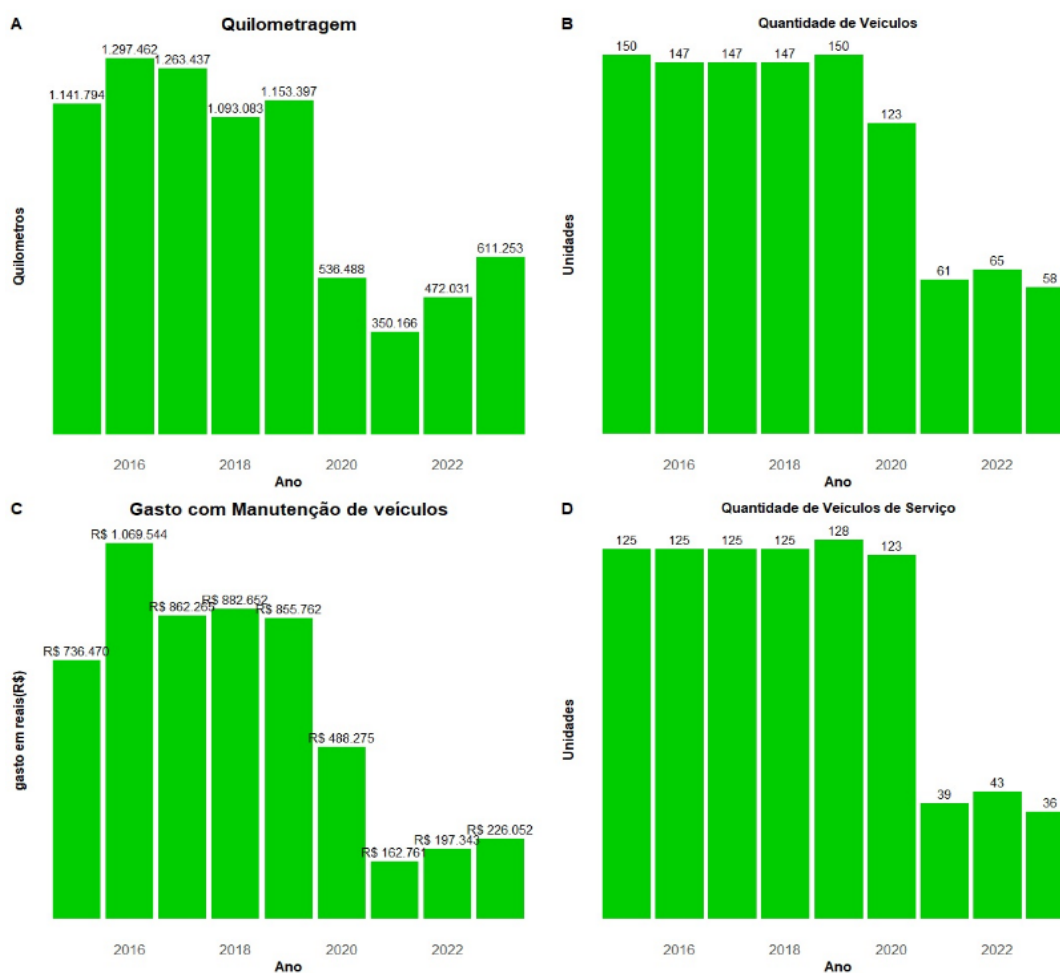 A
Quilometragem
1.141.794
1.297.462
1.263.437
1.093.083
1.153.397
536.488
350.166
472.031
611.253
Quilometros
2016 2018 2020 2022
Ano
B
Quantidade de Veiculos
150 147 147 147 150 123 61 65 58
Unidades
2016 2018 2020 2022
Ano
C
Gasto com Manutenção de veículos
R$ 736.470
R$ 1.069.544
R$ 862.265
R$ 882.652
R$ 855.762
R$ 488.275
R$ 162.761
R$ 197.343
R$ 226.052
gasto em reais(R$)
2016 2018 2020 2022
Ano
D
Quantidade de Veiculos de Serviço
125 125 125 125 128 123 39 43 36
Unidades
2016 2018 2020 2022
Ano